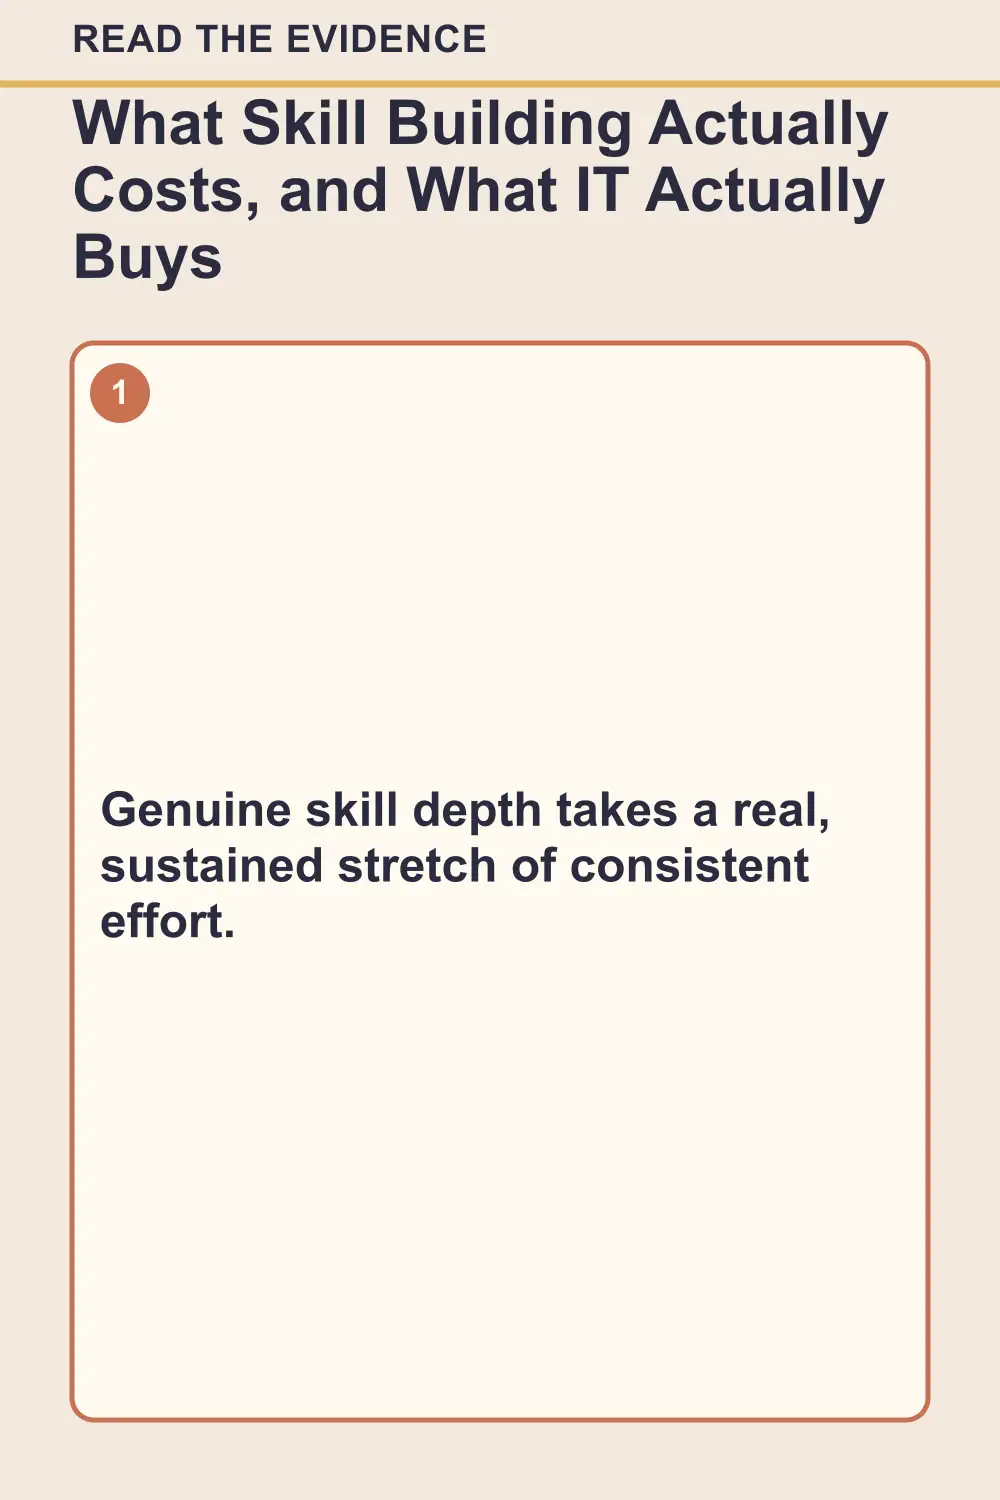 READ THE EVIDENCE
What Skill Building Actually
Costs, and What IT Actually
Buys
1
Genuine skill depth takes a real,
sustained stretch of consistent
effort.